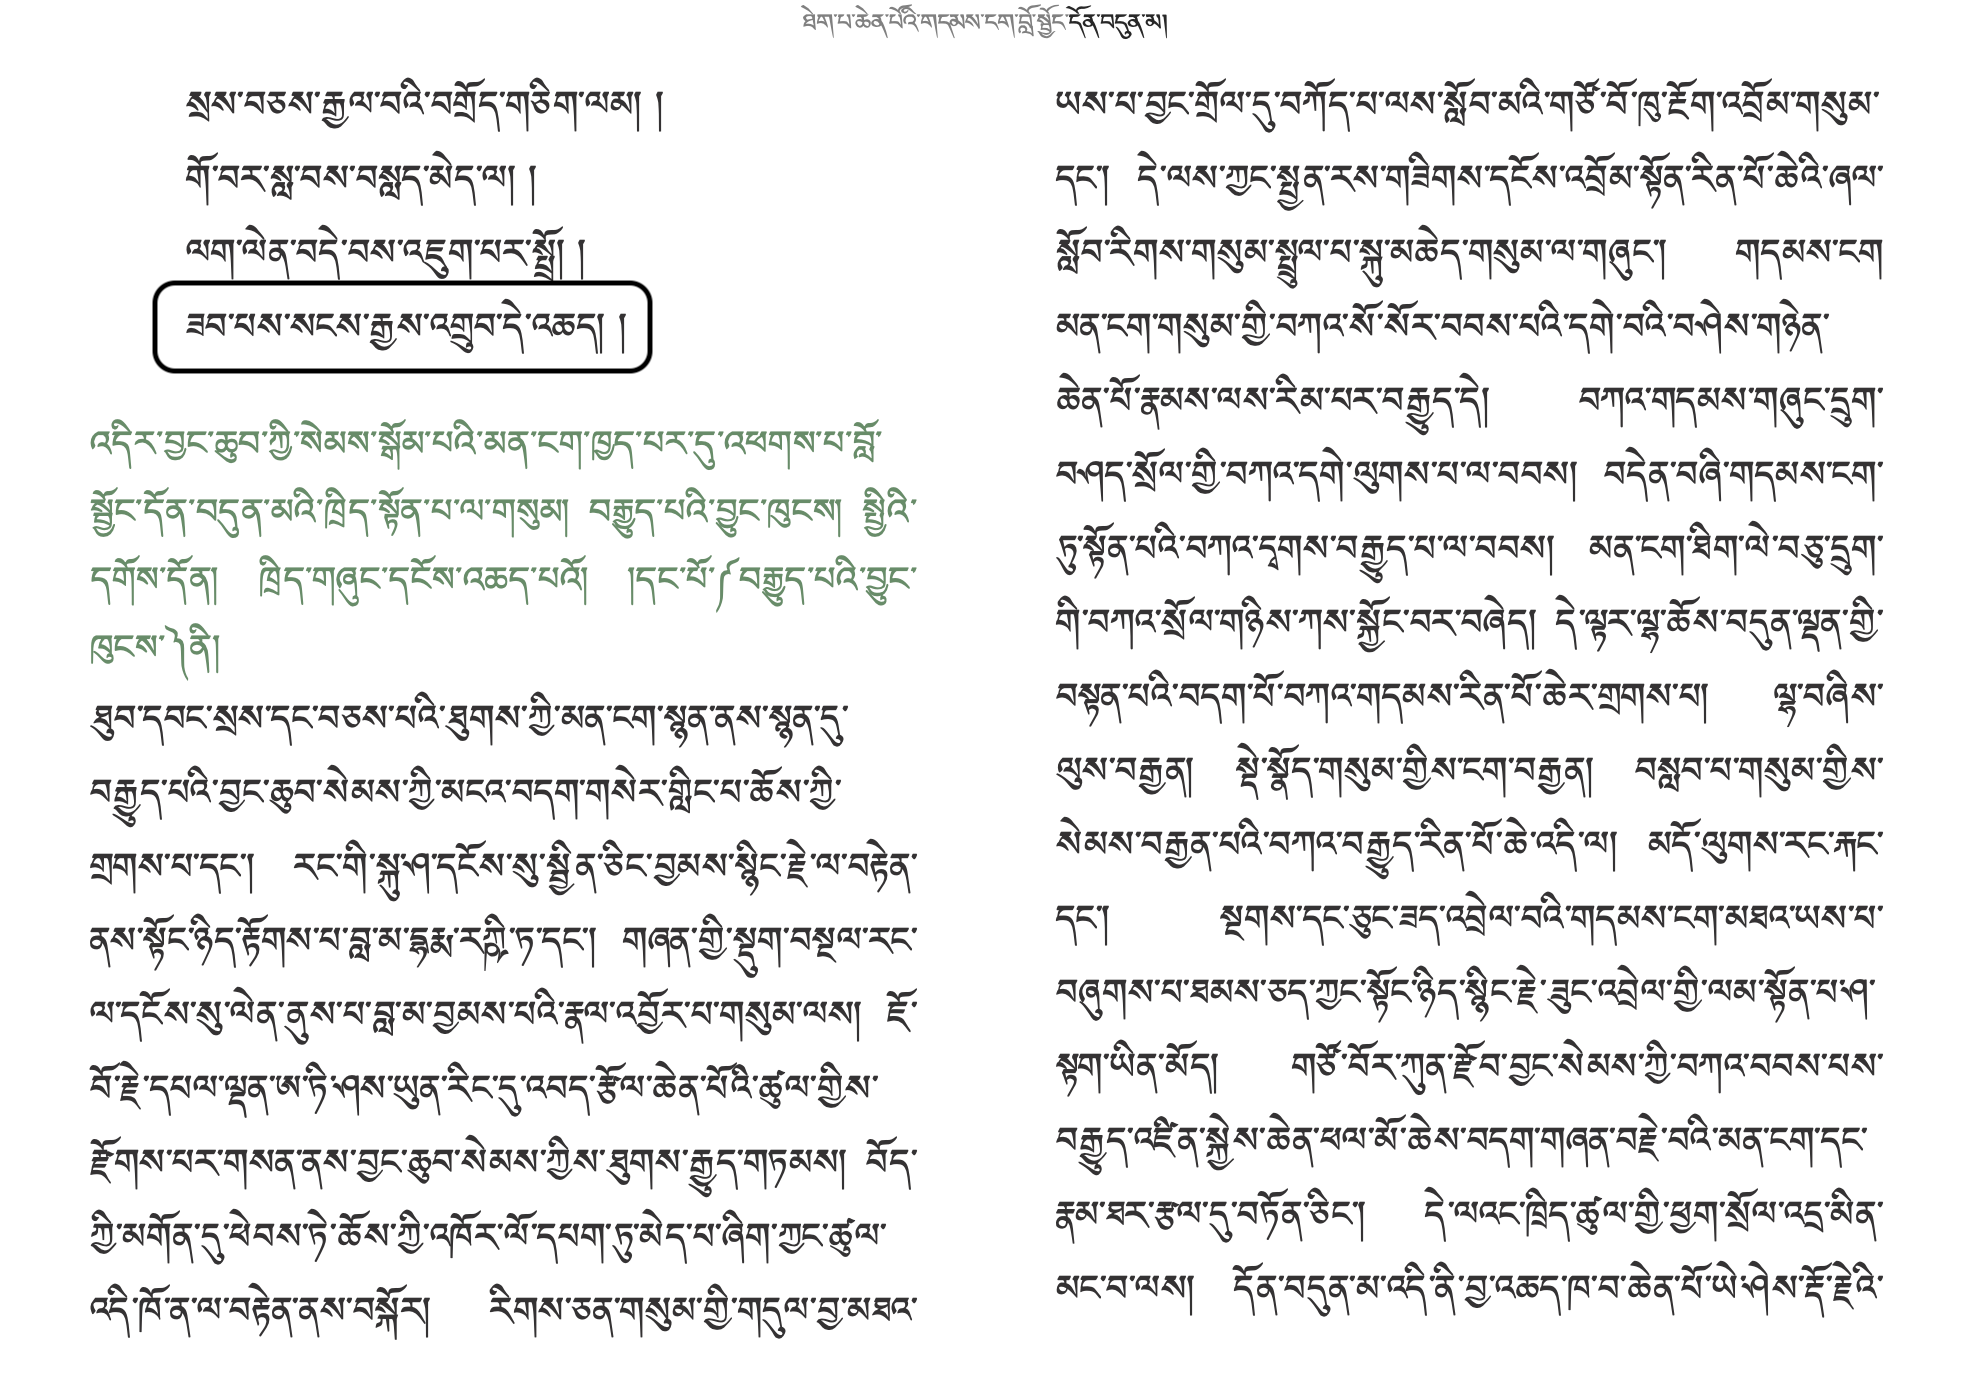 ཐེག་པ་ཆེན་པོའི་གདམས་ངག་བློ་སྦྱོང་དོན་བདུན་མ།
སྲས་བཅས་རྒྱལ་བའི་བགྲོད་གཅིག་ལམ། །
གོ་བར་སླ་བས་བསླད་མེད་ལ། །
ལག་ལེན་བདེ་བས་འཇུག་པར་སྤྲོ། །
ཟབ་པས་སངས་རྒྱས་འགྲུབ་དེ་འཆད། །
འདིར་བྱང་ཆུབ་ཀྱི་སེམས་སྒོམ་པའི་མན་ངག་ཁྱད་པར་དུ་འཕགས་པ་བློ་
སྦྱོང་དོན་བདུན་མའི་ཁྲིད་སྟོན་པ་ལ་གསུམ། བརྒྱུད་པའི་བྱུང་ཁུངས། སྤྱིའི་
དགོས་དོན། ཁྲིད་གཞུང་དངོས་འཆད་པའོ། །དང་པོ་༼བརྒྱུད་པའི་བྱུང་
ཁུངས་༽ནི།
ཐུབ་དབང་སྲས་དང་བཅས་པའི་ཐུགས་ཀྱི་མན་ངག་སྙན་ནས་སྙན་དུ་
བརྒྱུད་པའི་བྱང་ཆུབ་སེམས་ཀྱི་མངའ་བདག་གསེར་གླིང་པ་ཆོས་ཀྱི་
གྲགས་པ་དང་། རང་གི་སྐུ་ཤ་དངོས་སུ་སྦྱིན་ཅིང་བྱམས་སྙིང་རྗེ་ལ་བརྟེན་
ནས་སྟོང་ཉིད་རྟོགས་པ་བླ་མ་དྷརྨ་རཀྵི་ཏ་དང་། གཞན་གྱི་སྡུག་བསྔལ་རང་
ལ་དངོས་སུ་ལེན་ནུས་པ་བླ་མ་བྱམས་པའི་རྣལ་འབྱོར་པ་གསུམ་ལས། ཇོ་
བོ་རྗེ་དཔལ་ལྡན་ཨ་ཏི་ཤས་ཡུན་རིང་དུ་འབད་རྩོལ་ཆེན་པོའི་ཚུལ་གྱིས་
རྫོགས་པར་གསན་ནས་བྱང་ཆུབ་སེམས་ཀྱིས་ཐུགས་རྒྱུད་གཏམས། བོད་
ཀྱི་མགོན་དུ་ཕེབས་ཏེ་ཆོས་ཀྱི་འཁོར་ལོ་དཔག་ཏུ་མེད་པ་ཞིག་ཀྱང་ཚུལ་
འདི་ཁོ་ན་ལ་བརྟེན་ནས་བསྐོར། རིགས་ཅན་གསུམ་གྱི་གདུལ་བྱ་མཐའ་
ཡས་པ་བྱང་གྲོལ་དུ་བཀོད་པ་ལས་སློབ་མའི་གཙོ་བོ་ཁུ་རྔོག་འབྲོམ་གསུམ་
དང་། དེ་ལས་ཀྱང་སྤྱན་རས་གཟིགས་དངོས་འབྲོམ་སྟོན་རིན་པོ་ཆེའི་ཞལ་
སློབ་རིགས་གསུམ་སྤྲུལ་པ་སྐུ་མཆེད་གསུམ་ལ་གཞུང་། གདམས་ངག
མན་ངག་གསུམ་གྱི་བཀའ་སོ་སོར་བབས་པའི་དགེ་བའི་བཤེས་གཉེན་
ཆེན་པོ་རྣམས་ལས་རིམ་པར་བརྒྱུད་དེ། བཀའ་གདམས་གཞུང་དྲུག་
བཤད་སྲོལ་གྱི་བཀའ་དགེ་ལུགས་པ་ལ་བབས། བདེན་བཞི་གདམས་ངག་
ཏུ་སྟོན་པའི་བཀའ་དྭགས་བརྒྱུད་པ་ལ་བབས། མན་ངག་ཐིག་ལེ་བཅུ་དྲུག་
གི་བཀའ་སྲོལ་གཉིས་ཀས་སྐྱོང་བར་བཞེད། དེ་ལྟར་ལྷ་ཆོས་བདུན་ལྡན་གྱི་
བསྟན་པའི་བདག་པོ་བཀའ་གདམས་རིན་པོ་ཆེར་གྲགས་པ། ལྷ་བཞིས་
ལུས་བརྒྱན། སྡེ་སྣོད་གསུམ་གྱིས་ངག་བརྒྱན། བསླབ་པ་གསུམ་གྱིས་
སེམས་བརྒྱན་པའི་བཀའ་བརྒྱུད་རིན་པོ་ཆེ་འདི་ལ། མདོ་ལུགས་རང་རྐང་
དང་། སྔགས་དང་ཅུང་ཟད་འབྲེལ་བའི་གདམས་ངག་མཐའ་ཡས་པ་
བཞུགས་པ་ཐམས་ཅད་ཀྱང་སྟོང་ཉིད་སྙིང་རྗེ་ཟུང་འབྲེལ་གྱི་ལམ་སྟོན་པ་ཤ་
སྟག་ཡིན་མོད། གཙོ་བོར་ཀུན་རྫོབ་བྱང་སེམས་ཀྱི་བཀའ་བབས་པས་
བརྒྱུད་འཛིན་སྐྱེས་ཆེན་ཕལ་མོ་ཆེས་བདག་གཞན་བརྗེ་བའི་མན་ངག་དང་
རྣམ་ཐར་རྩལ་དུ་བཏོན་ཅིང་། དེ་ལའང་ཁྲིད་ཚུལ་གྱི་ཕྱག་སྲོལ་འདྲ་མིན་
མང་བ་ལས། དོན་བདུན་མ་འདི་ནི་བྱ་འཆད་ཁ་བ་ཆེན་པོ་ཡེ་ཤེས་རྡོ་རྗེའི་